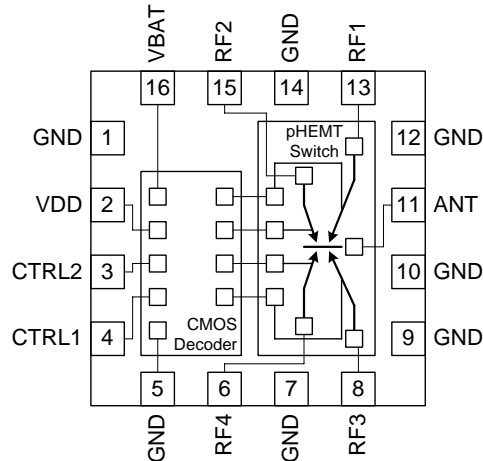 VBAT
RF2
GND
RF1
16
15
14
13
GND
1
pHEMT
Switch
12
GND
VDD
2
11
ANT
CTRL2
3
10
GND
CTRL1
4
CMOS
Decoder
9
GND
5
6
7
8
GND
RF4
GND
RF3